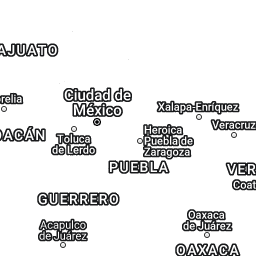 AJUATO
relia
Ciudad de
México
Xalapa-Enríquez
Veracruz
OACÁN
Toluca
de Lerdo
Heroica
Puebla de
Zaragoza
PUEBLA
VER
Coat
GUERRERO
Acapulco
de Juárez
Oaxaca
de Juárez
OAXACA